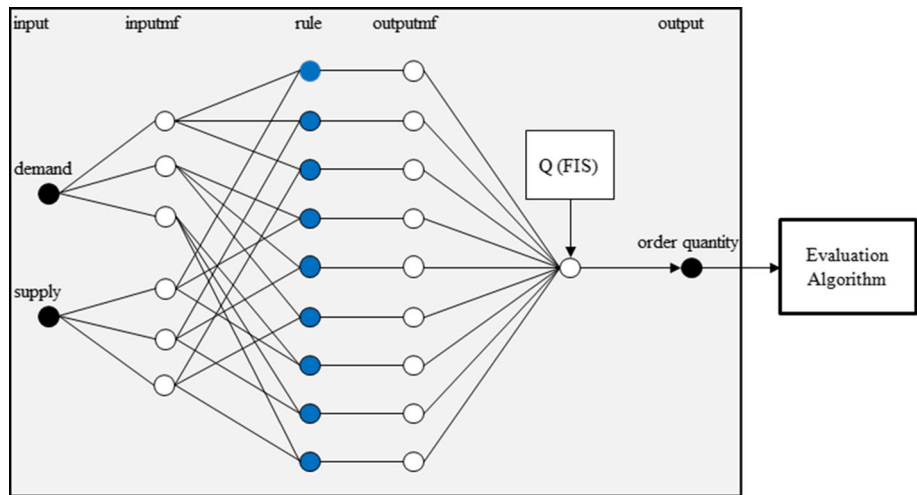 input
inputmf
rule
outputmf
output
demand
supply
Q (FIS)
order quantity
Evaluation
Algorithm